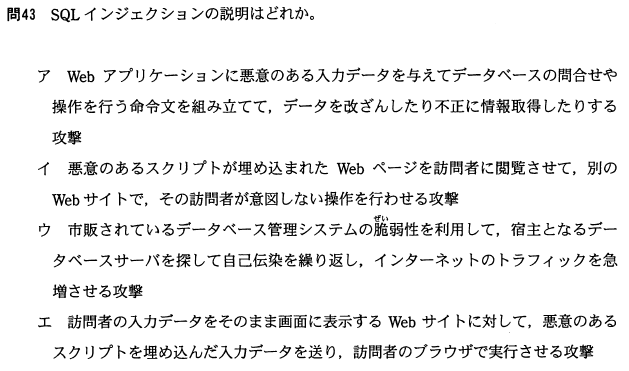 問43 SQL インジェクションの説明はどれか。
ア Web アプリケーションに悪意のある入力データを与えてデータベースの問合せや
操作を行う命令文を組み立てて，データを改ざんしたり不正に情報取得したりする
攻撃
イ 悪意のあるスクリプトが埋め込まれた Web ページを訪問者に閲覧させて，別の
Web サイトで，その訪問者が意図しない操作を行わせる攻撃
ぜい
ウ 市販されているデータベース管理システムの脆弱性を利用して，宿主となるデー
タベースサーバを探して自己伝染を繰り返し，インターネットのトラフィックを急
増させる攻撃
エ 訪問者の入力データをそのまま画面に表示する Web サイトに対して，悪意のある
スクリプトを埋め込んだ入力データを送り，訪問者のブラウザで実行させる攻撃